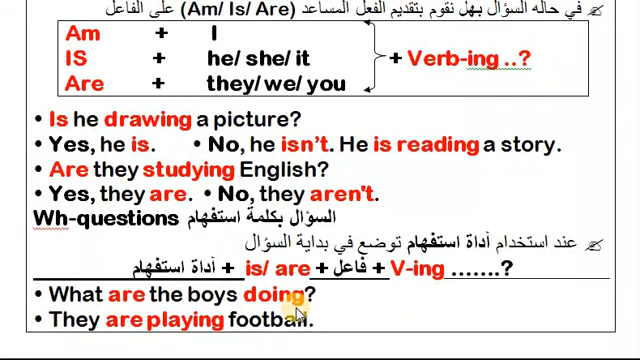 في حالة السؤال بهل نقوم بتقديم الفعل المساعد (Am/ Is/ Are) على الفاعل
Am + I
IS + he/ she/ it + Verb-ing ..?
Are + they/ we/ you
• Is he drawing a picture?
• Yes, he is. • No, he isn't. He is reading a story.
• Are they studying English?
• Yes, they are. • No, they aren't.
Wh-questions السؤال بكلمة استفهام
عند استخدام أداة استفهام توضع في بداية السؤال
أداة استفهام + is/ are + فاعل + V-ing .......?
• What are the boys doing?
• They are playing football.